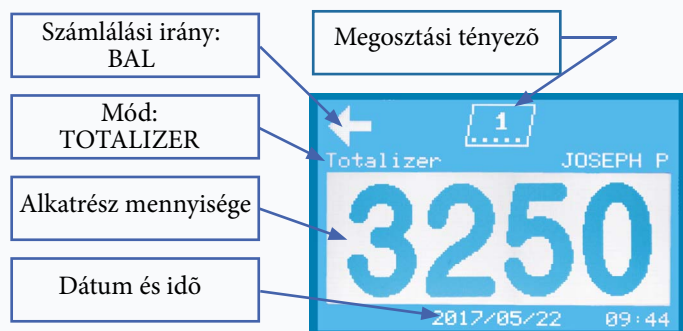 Számlálási irány:
BAL
Megosztási tényezõ
Mód:
TOTALIZER
Alkatrész mennyisége
Dátum és idõ
1
Totalizer JOSEPH P
3250
2017/05/22 09:44